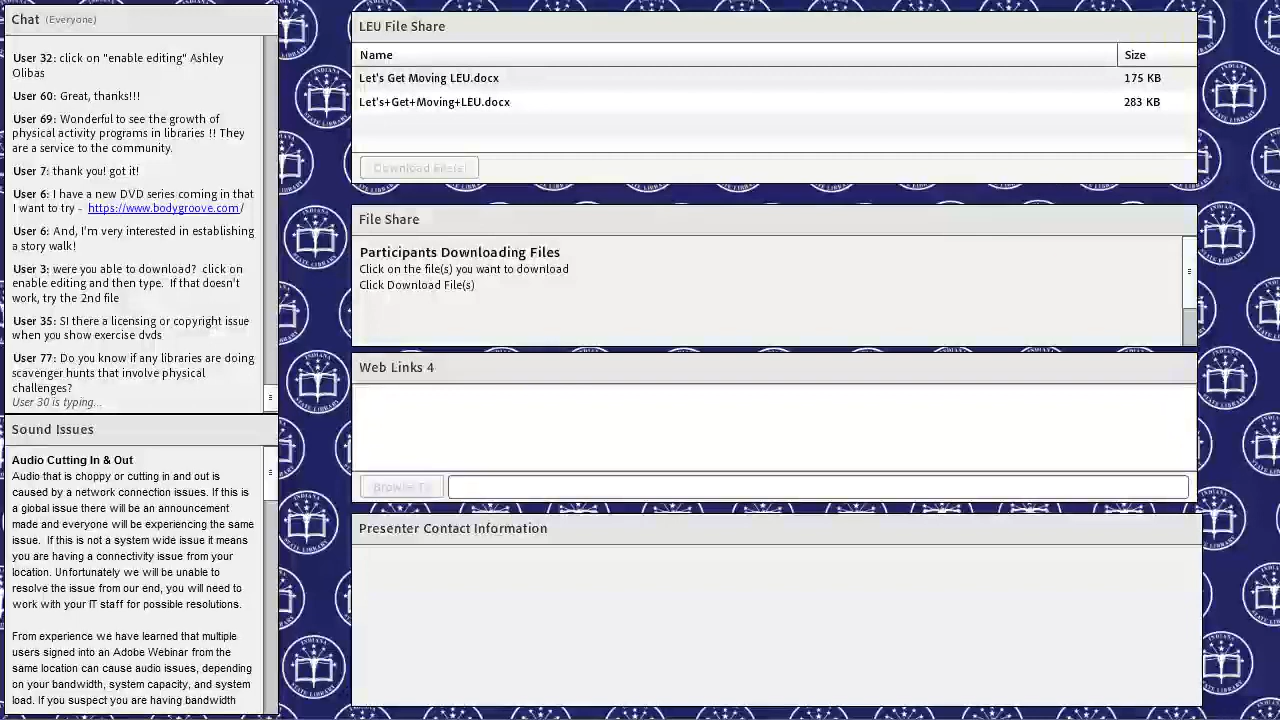 Chat (Everyone)
User 32: click on "enable editing" Ashley
Olibas
User 60: Great, thanks!!!
User 69: Wonderful to see the growth of
physical activity programs in libraries !! They
are a service to the community.
User 7: thank you! got it!
User 6: I have a new DVD series coming in that
I want to try - https://www.bodygroove.com/
User 6: And, I'm very interested in establishing
a story walk!
User 3: were you able to download? click on
enable editing and then type. If that doesn't
work, try the 2nd file
User 35: SI there a licensing or copyright issue
when you show exercise dvds
User 77: Do you know if any libraries are doing
scavenger hunts that involve physical
challenges?
User 30 is typing...
Sound Issues
Audio Cutting In & Out
Audio that is choppy or cutting in and out is
caused by a network connection issues. If this is
a global issue there will be an announcement
made and everyone will be experiencing the same
issue. If this is not a system wide issue it means
you are having a connectivity issue from your
location. Unfortunately we will be unable to
resolve the issue from our end, you will need to
work with your IT staff for possible resolutions.
From experience we have learned that multiple
users signed into an Adobe Webinar from the
same location can cause audio issues, depending
on your bandwidth, system capacity, and system
load. If you suspect you are having bandwidth
LEU File Share
Name Size
Let's Get Moving LEU.docx 175 KB
Let's+Get+Moving+LEU.docx 283 KB
Download File(s)
File Share
Participants Downloading Files
Click on the file(s) you want to download
Click Download File(s)
Web Links 4
Browse To
Presenter Contact Information
INDIANA
STATE LIBRARY